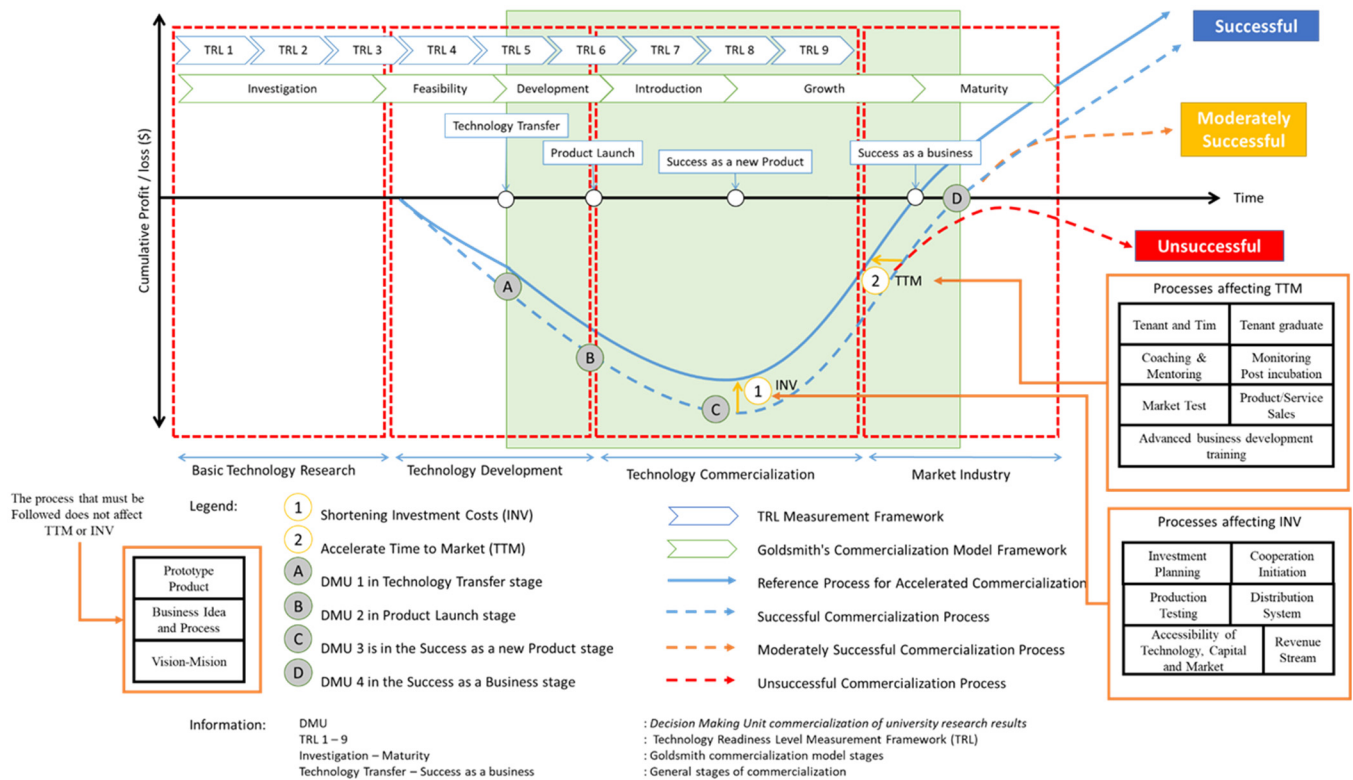 Successful
TRL 1
TRL 2
TRL 3
TRL 4
TRL 5
TRL 6
TRL 7
TRL 8
TRL 9
Investigation
Feasibility
Development
Introduction
Growth
Maturity
Moderately
Successful
Technology Transfer
Product Launch
Success as a new Product
Success as a business
Cumulative Profit / loss ($)
D
Time
Unsuccessful
A
2
TTM
B
1
INV
C
Processes affecting TTM
Tenant and Tim
Tenant graduate
Coaching &
Mentoring
Monitoring
Post incubation
Market Test
Product/Service
Sales
Advanced business development
training
Basic Technology Research
Technology Development
Technology Commercialization
Market Industry
The process that must be
Followed does not affect
TTM or INV
Prototype
Product
Business Idea
and Process
Vision-Mision
Legend:
1
Shortening Investment Costs (INV)
2
Accelerate Time to Market (TTM)
A
DMU 1 in Technology Transfer stage
B
DMU 2 in Product Launch stage
C
DMU 3 is in the Success as a new Product stage
D
DMU 4 in the Success as a Business stage
TRL Measurement Framework
Goldsmith's Commercialization Model Framework
Reference Process for Accelerated Commercialization
Successful Commercialization Process
Moderately Successful Commercialization Process
Unsuccessful Commercialization Process
Processes affecting INV
Investment
Planning
Cooperation
Initiation
Production
Testing
Distribution
System
Accessibility of
Technology, Capital
and Market
Revenue
Stream
Information:
DMU
: Decision Making Unit commercialization of university research results
TRL 1 – 9
: Technology Readiness Level Measurement Framework (TRL)
Investigation – Maturity
: Goldsmith commercialization model stages
Technology Transfer – Success as a business
: General stages of commercialization